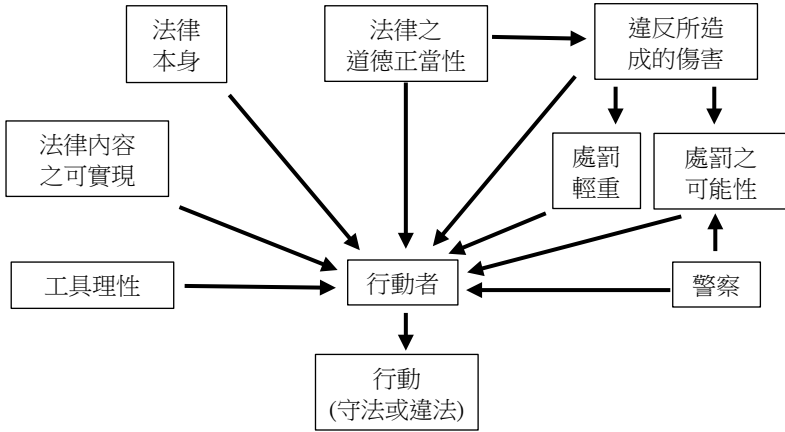 法律
本身
法律之
道德正當性
違反所造
成的傷害
法律內容
之可實現
處罰
輕重
處罰之
可能性
工具理性
行動者
警察
行動
(守法或違法)